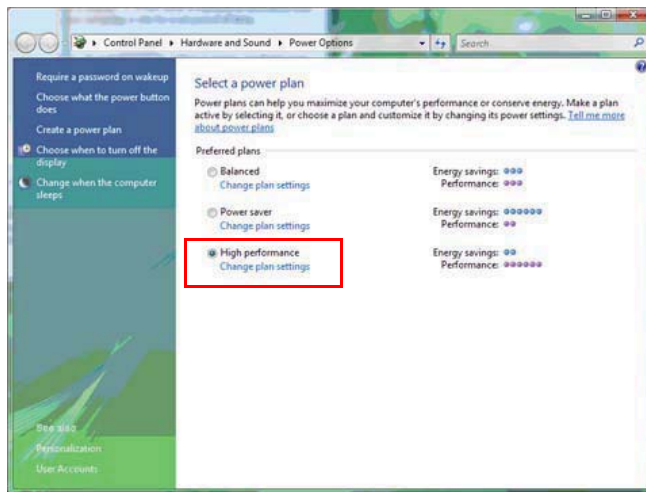 Control Panel ▸ Hardware and Sound ▸ Power Options
Search
Require a password on wakeup
Choose what the power button
does
Create a power plan
Choose when to turn off the
display
Change when the computer
sleeps
See also
Personalization
User Accounts
Select a power plan
Power plans can help you maximize your computer's performance or conserve energy. Make a plan
active by selecting it, or choose a plan and customize it by changing its power settings. Tell me more
about power plans
Preferred plans
Balanced Energy savings:
Change plan settings Performance:
Power saver Energy savings:
Change plan settings Performance:
High performance Energy savings:
Change plan settings Performance: